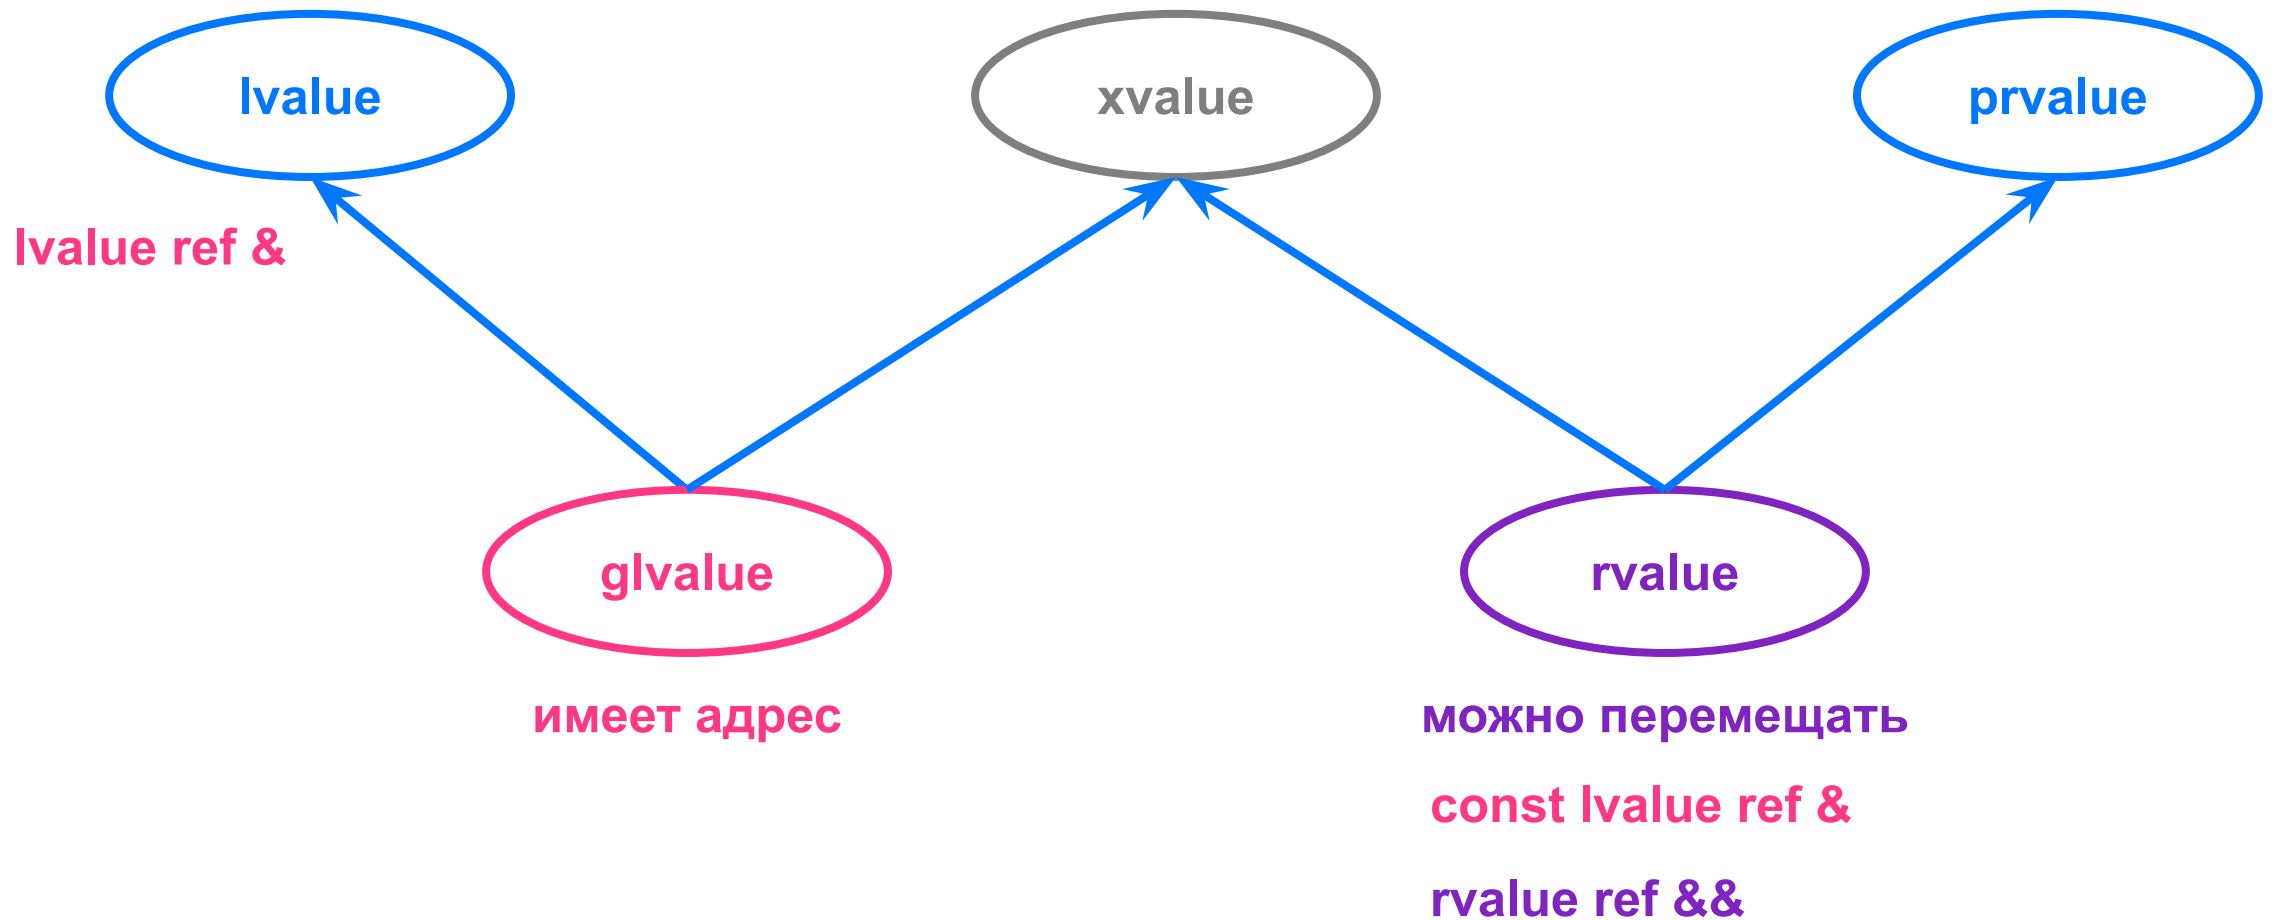 lvalue
xvalue
prvalue
lvalue ref &
glvalue
rvalue
имеет адрес
можно перемещать
const lvalue ref &
rvalue ref &&